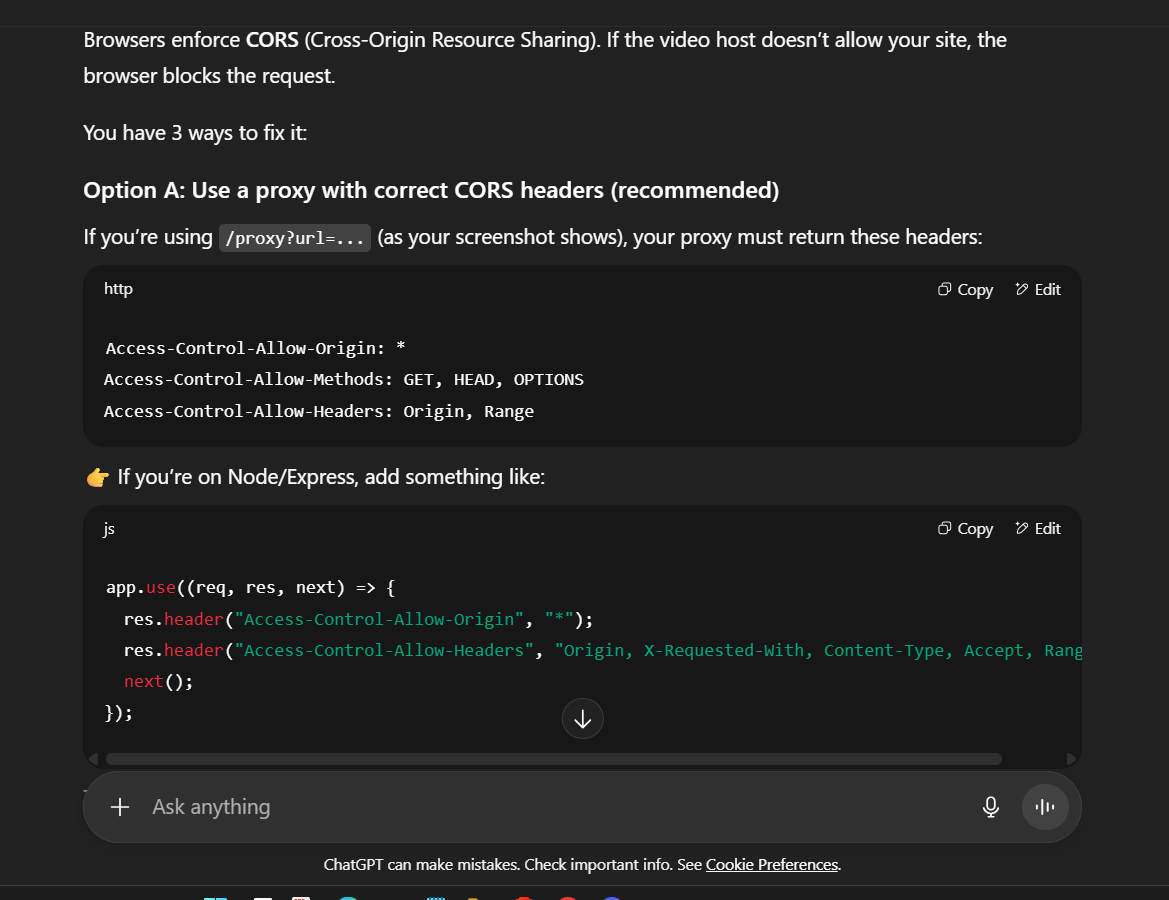 Browsers enforce CORS (Cross-Origin Resource Sharing). If the video host doesn’t allow your site, the
browser blocks the request.
You have 3 ways to fix it:
Option A: Use a proxy with correct CORS headers (recommended)
If you’re using /proxy?url=... (as your screenshot shows), your proxy must return these headers:
http
Copy
Edit
Access-Control-Allow-Origin: *
Access-Control-Allow-Methods: GET, HEAD, OPTIONS
Access-Control-Allow-Headers: Origin, Range
👉 If you’re on Node/Express, add something like:
js
Copy
Edit
app.use((req, res, next) => {
  res.header("Access-Control-Allow-Origin", "*");
  res.header("Access-Control-Allow-Headers", "Origin, X-Requested-With, Content-Type, Accept, Rang
  next();
});
Ask anything
ChatGPT can make mistakes. Check important info. See Cookie Preferences.